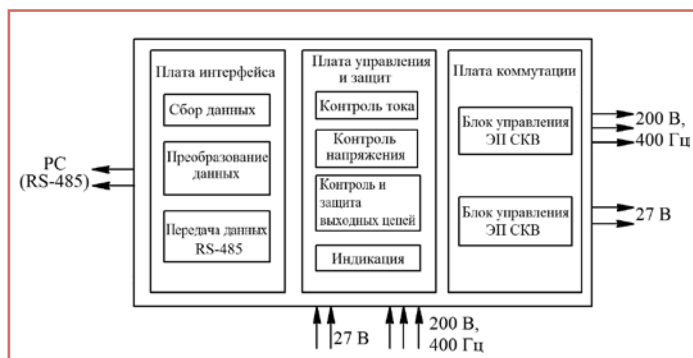 Плата интерфейса
Сбор данных
Преобразование
данных
Передача данных
RS-485
Плата управления
и защит
Контроль тока
Контроль
напряжения
Контроль и
защита
выходных цепей
Индикация
Плата коммутации
Блок управления
ЭП СКВ
Блок управления
ЭП СКВ
PC
(RS-485)
200 В,
400 Гц
27 В
27 В
200 В,
400 Гц